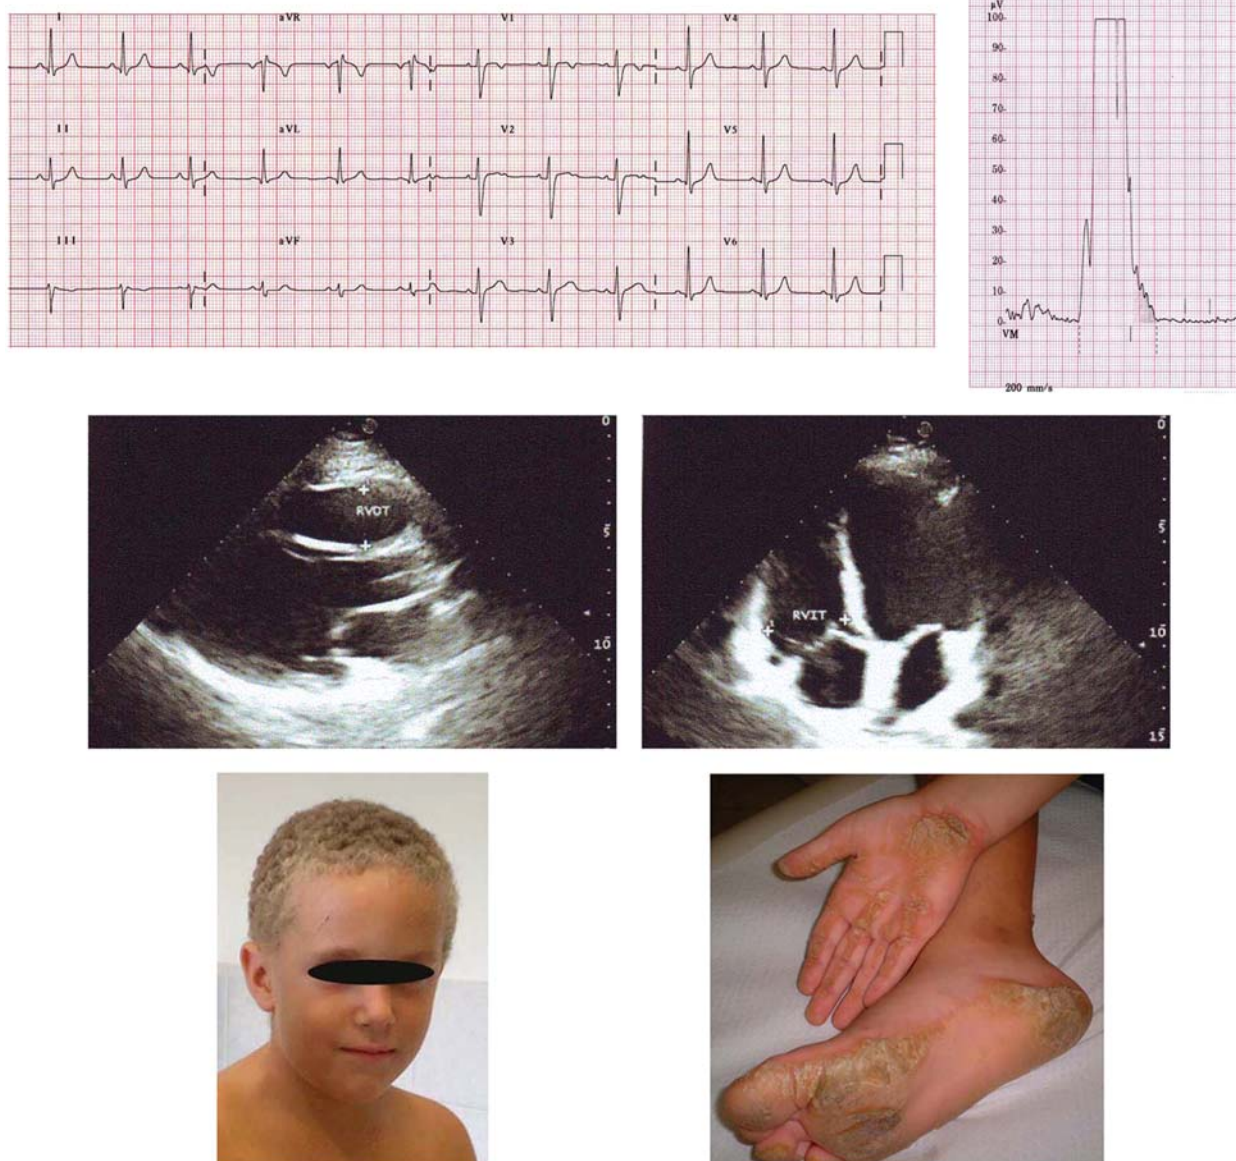 I aVR V1 V4
II aVL V2 V5
III aVF V3 V6
μV
100-
90-
80-
70-
60-
50-
40-
30-
20-
10-
0-
VM
200 mm/s
0
RVOT
5
10
0
5
RVIT
1
10
15